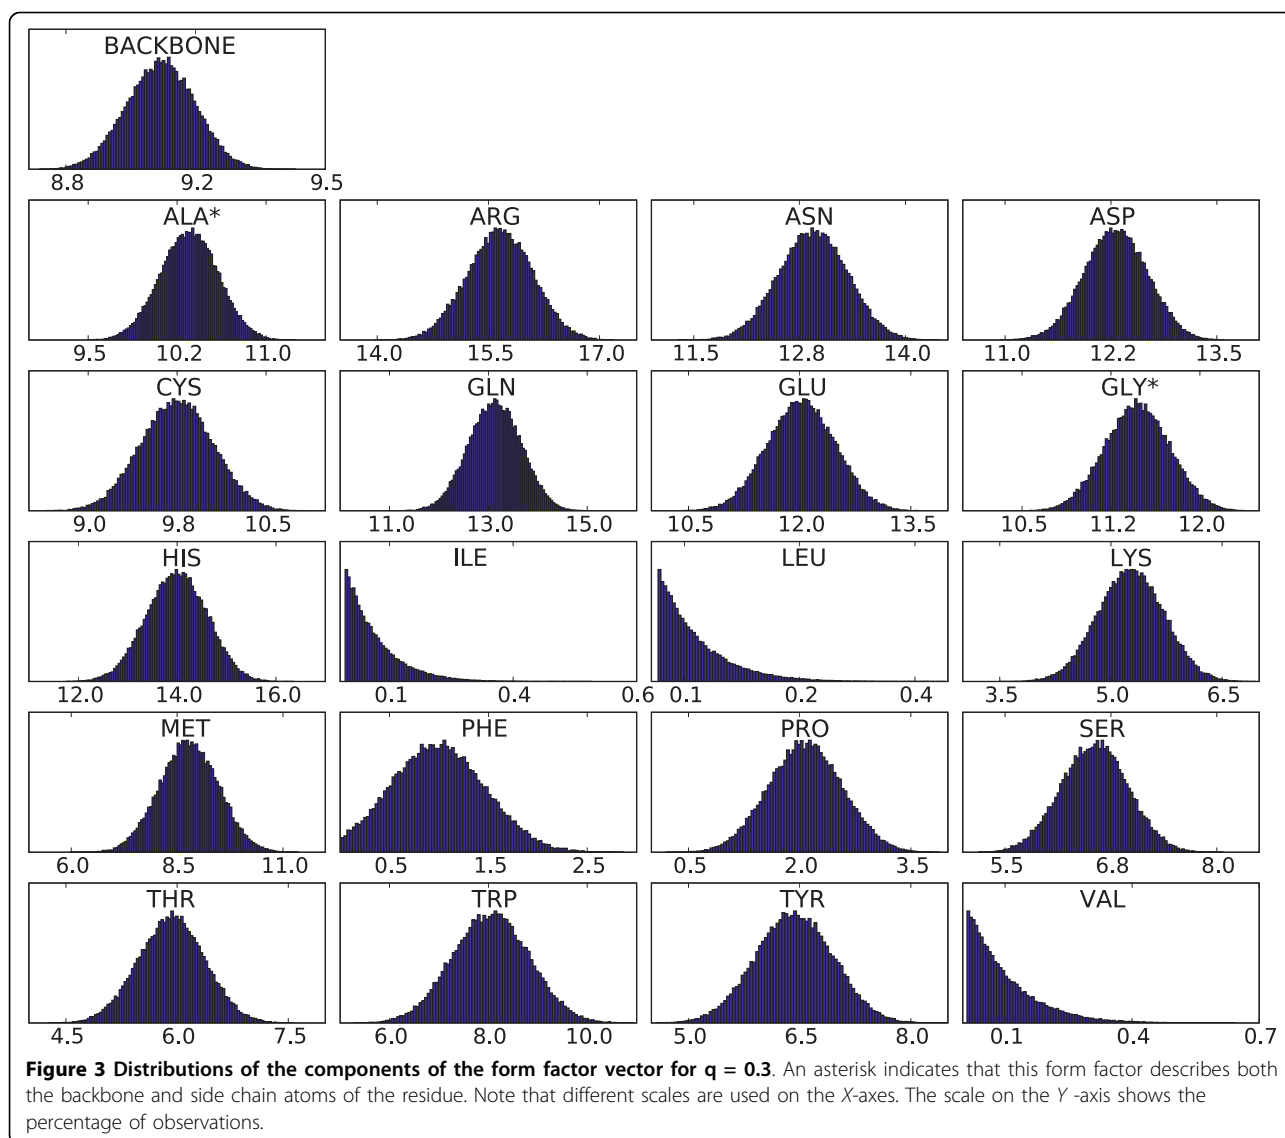 BACKBONE
8.8 9.2 9.5
ALA* ARG ASN ASP
9.5 10.2 11.0 14.0 15.5 17.0 11.5 12.8 14.0 11.0 12.2 13.5
CYS GLN GLU GLY*
9.0 9.8 10.5 11.0 13.0 15.0 10.5 12.0 13.5 10.5 11.2 12.0
HIS ILE LEU LYS
12.0 14.0 16.0 0.1 0.4 0.6 0.1 0.2 0.4 3.5 5.0 6.5
MET PHE PRO SER
6.0 8.5 11.0 0.5 1.5 2.5 0.5 2.0 3.5 5.5 6.8 8.0
THR TRP TYR VAL
4.5 6.0 7.5 6.0 8.0 10.0 5.0 6.5 8.0 0.1 0.4 0.7
Figure 3 Distributions of the components of the form factor vector for q = 0.3. An asterisk indicates that this form factor describes both
the backbone and side chain atoms of the residue. Note that different scales are used on the X-axes. The scale on the Y -axis shows the
percentage of observations.